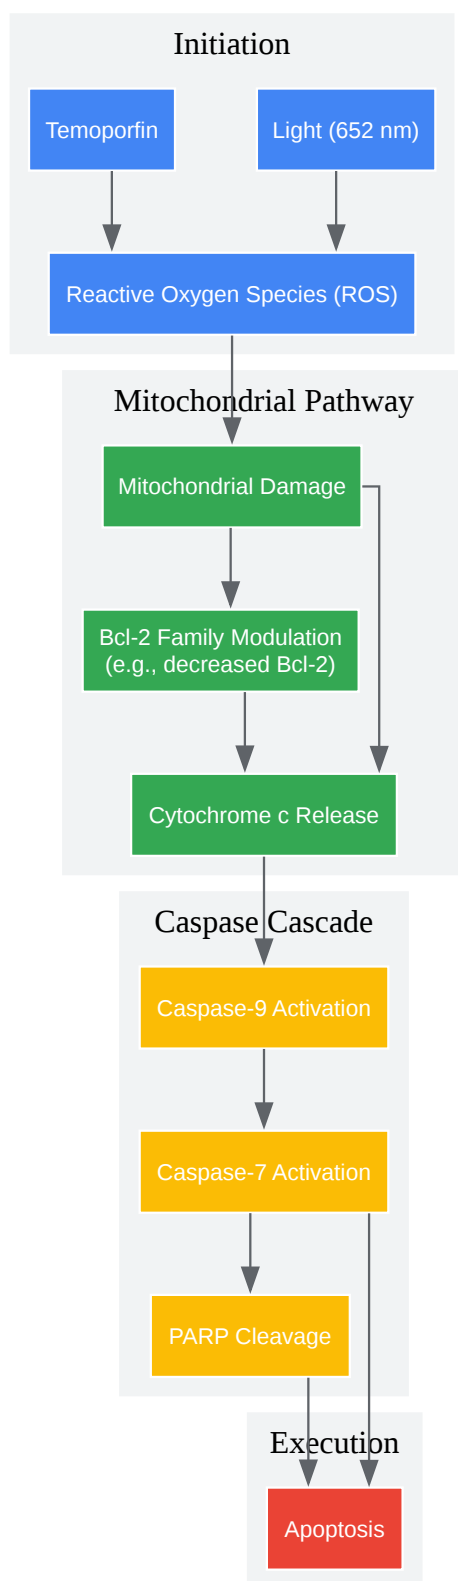 Initiation
Temoporfin
Light (652 nm)
Reactive Oxygen Species (ROS)
Mitochondrial Pathway
Mitochondrial Damage
Bcl-2 Family Modulation
(e.g., decreased Bcl-2)
Cytochrome c Release
Caspase Cascade
Caspase-9 Activation
Caspase-7 Activation
PARP Cleavage
Execution
Apoptosis